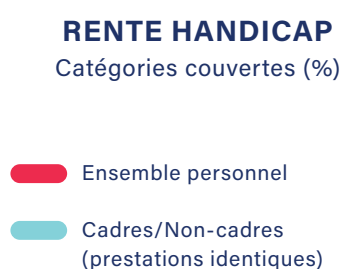 RENTE HANDICAP
Catégories couvertes (%)
Ensemble personnel
Cadres/Non-cadres
(prestations identiques)